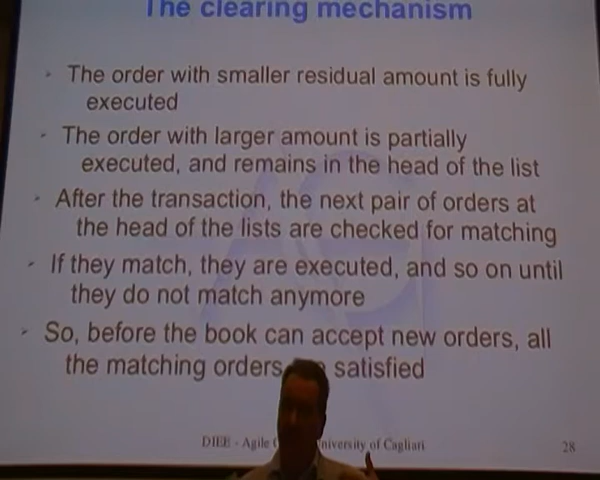 The clearing mechanism
The order with smaller residual amount is fully
executed
The order with larger amount is partially
executed, and remains in the head of the list
After the transaction, the next pair of orders at
the head of the lists are checked for matching
If they match, they are executed, and so on until
they do not match anymore
So, before the book can accept new orders, all
the matching orders satisfied
DIEE - Agile University of Cagliari
28